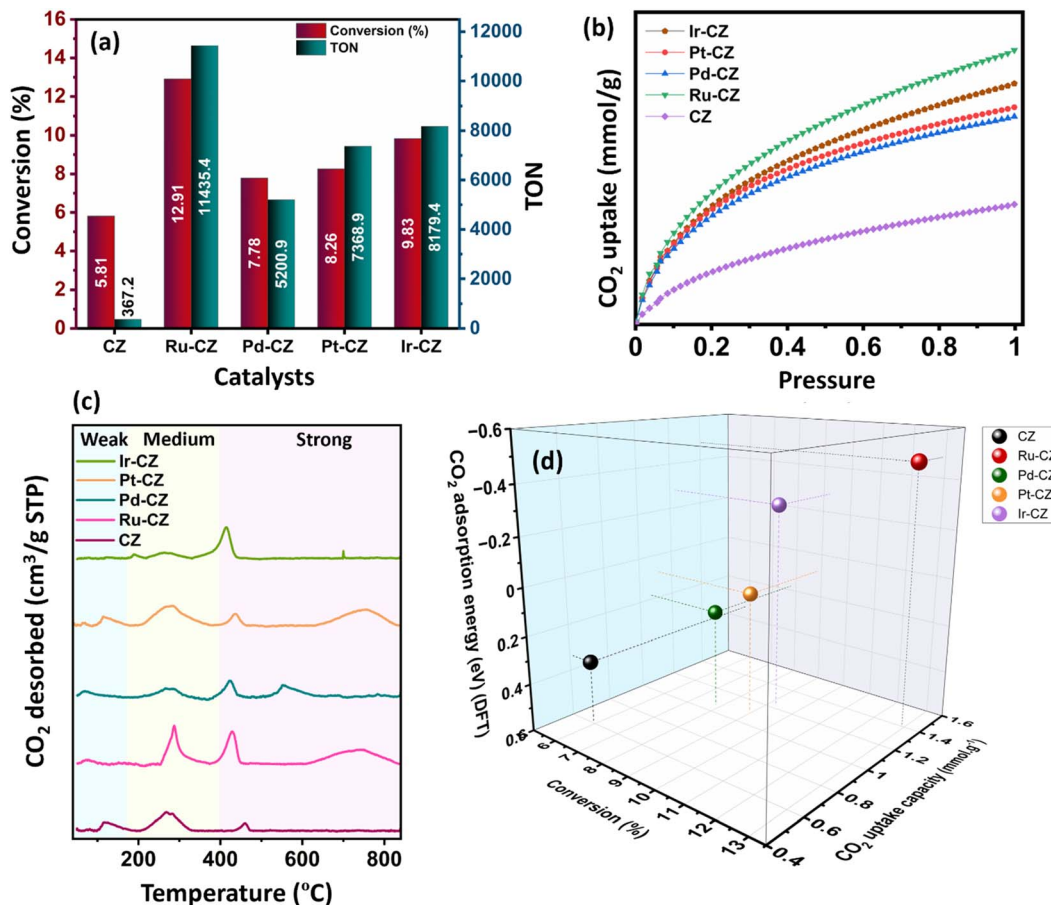 (a)
Conversion (%)
TON
Conversion (%)
16
14
12
10
8
6
4
2
0
12000
10000
8000
6000
4000
2000
0
TON
5.81
367.2
12.91
11435.4
7.78
5200.9
8.26
7368.9
9.83
8179.4
CZ Ru-CZ Pd-CZ Pt-CZ Ir-CZ
Catalysts
(b)
Ir-CZ
Pt-CZ
Pd-CZ
Ru-CZ
CZ
CO2 uptake (mmol/g)
0 0.2 0.4 0.6 0.8 1
Pressure
(c)
Weak Medium Strong
Ir-CZ
Pt-CZ
Pd-CZ
Ru-CZ
CZ
CO2 desorbed (cm3/g STP)
200 400 600 800
Temperature (oC)
(d)
CZ
Ru-CZ
Pd-CZ
Pt-CZ
Ir-CZ
CO2 adsorption energy (eV) (DFT)
-0.6
-0.4
-0.2
0
0.2
0.4
0.6
6 7 8 9 10 11 12 13
Conversion (%)
0.4 0.6 0.8 1 1.2 1.4 1.6
CO2 uptake capacity (mmol.g-1)